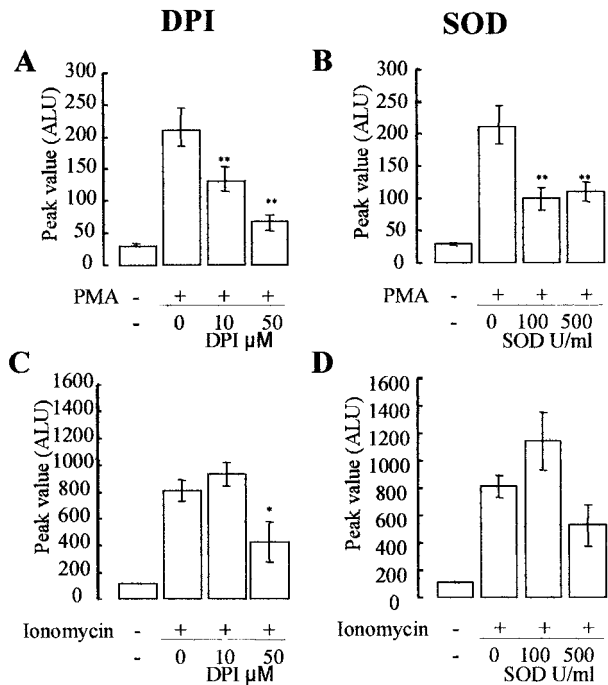 DPI
SOD
A
Peak value (ALU)
300
250
200
150
100
50
0
**
**
PMA - + + +
- 0 10 50
DPI µM
B
Peak value (ALU)
300
250
200
150
100
50
0
**
**
PMA - + + +
- 0 100 500
SOD U/ml
C
Peak value (ALU)
1600
1400
1200
1000
800
600
400
200
0
*
Ionomycin - + + +
- 0 10 50
DPI µM
D
Peak value (ALU)
1600
1400
1200
1000
800
600
400
200
0
Ionomycin - + + +
- 0 100 500
SOD U/ml